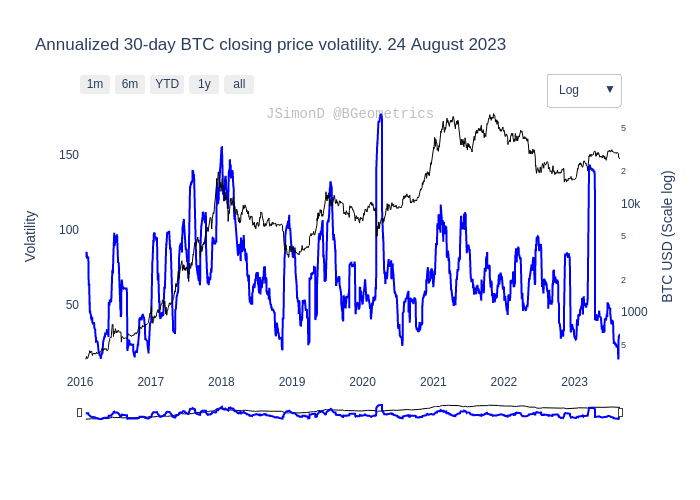 Annualized 30-day BTC closing price volatility. 24 August 2023
1m 6m YTD 1y all
Log ▼
JSimonD @BGeometrics
150
100
50
Volatility
5
2
10k
5
2
1000
5
BTC USD (Scale log)
2016 2017 2018 2019 2020 2021 2022 2023